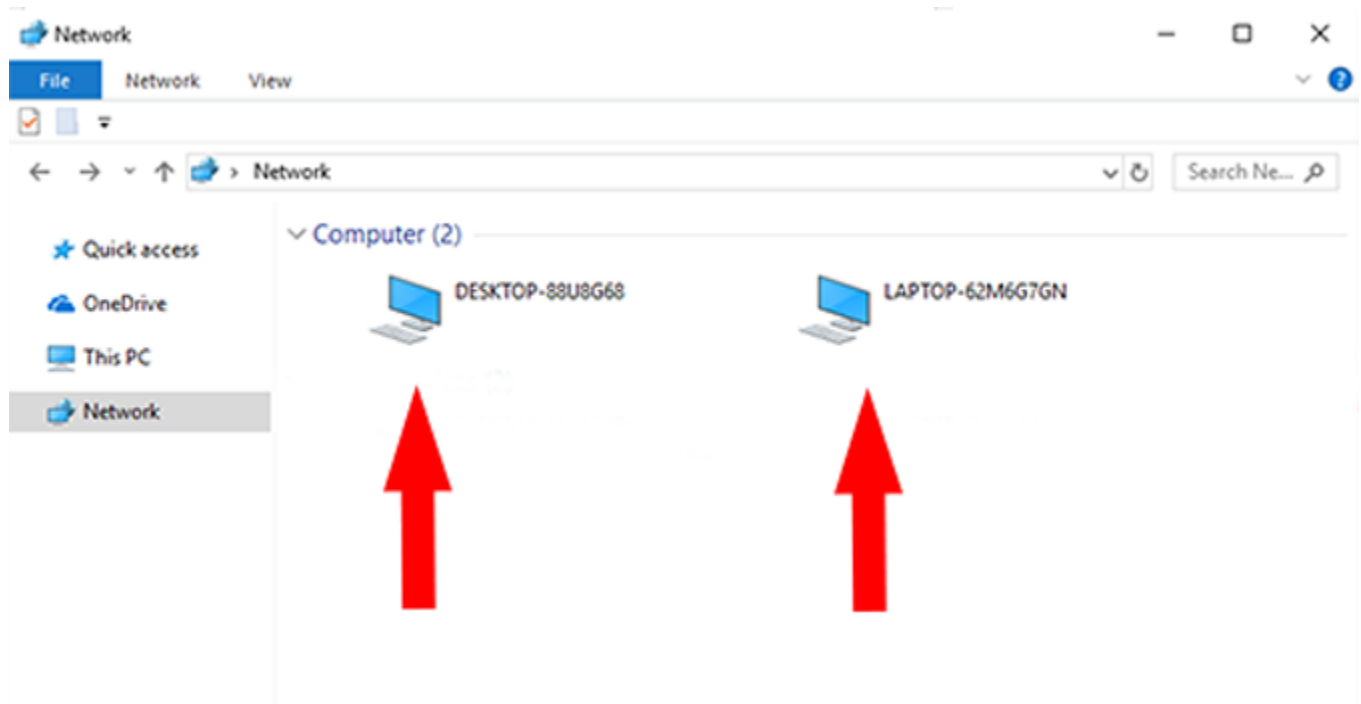 Network
File Network View
Network Search Ne...
Quick access
OneDrive
This PC
Network
Computer (2)
DESKTOP-88U8G68 LAPTOP-62M6G7GN